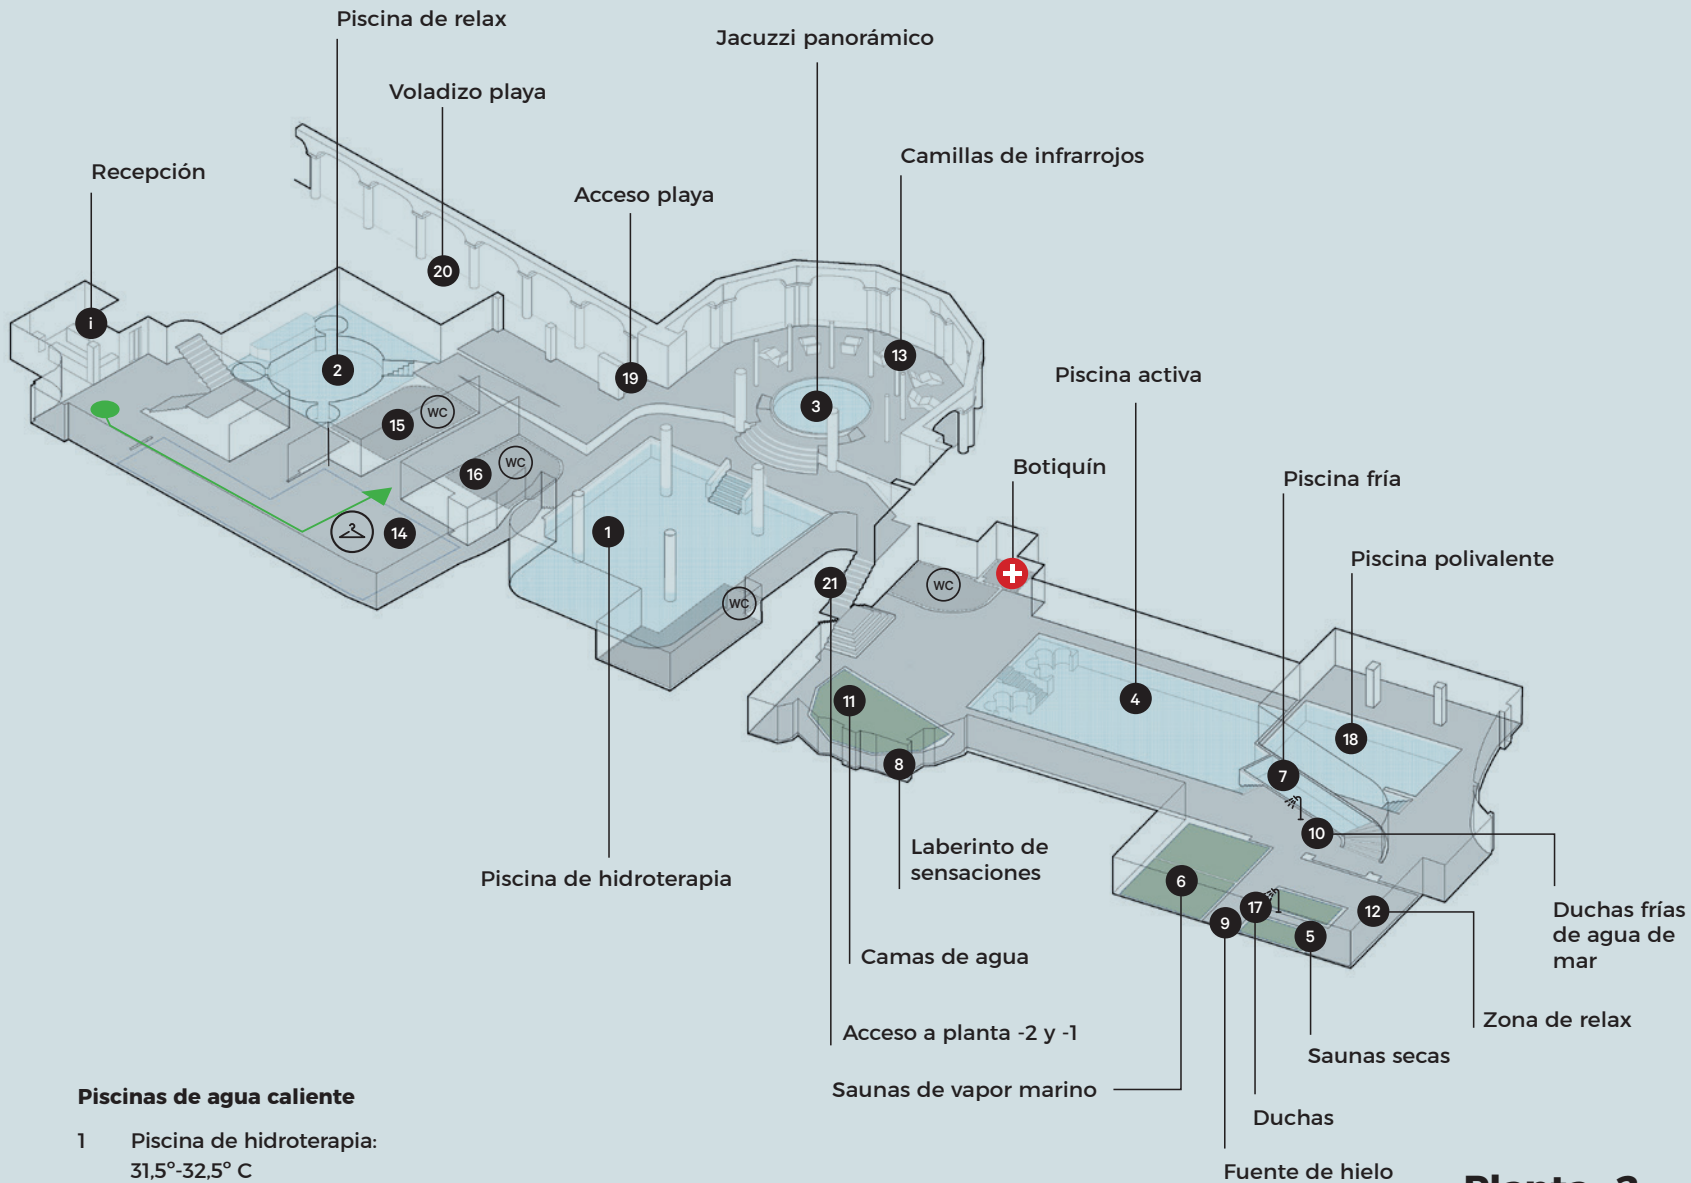 Piscina de relax
Jacuzzi panorámico
Voladizo playa
Camillas de infrarrojos
Recepción
Acceso playa
20
i
13
2
19
Piscina activa
3
15
WC
Botiquín
16
WC
Piscina fría
1
14
Piscina polivalente
21
WC
WC
11
4
18
8
7
10
Laberinto de
sensaciones
Piscina de hidroterapia
6
17
12
9
5
Duchas frías
de agua de
mar
Camas de agua
Zona de relax
Acceso a planta -2 y -1
Saunas secas
Saunas de vapor marino
Duchas
Fuente de hielo
Piscinas de agua caliente
1 Piscina de hidroterapia:
31,5º-32,5º C